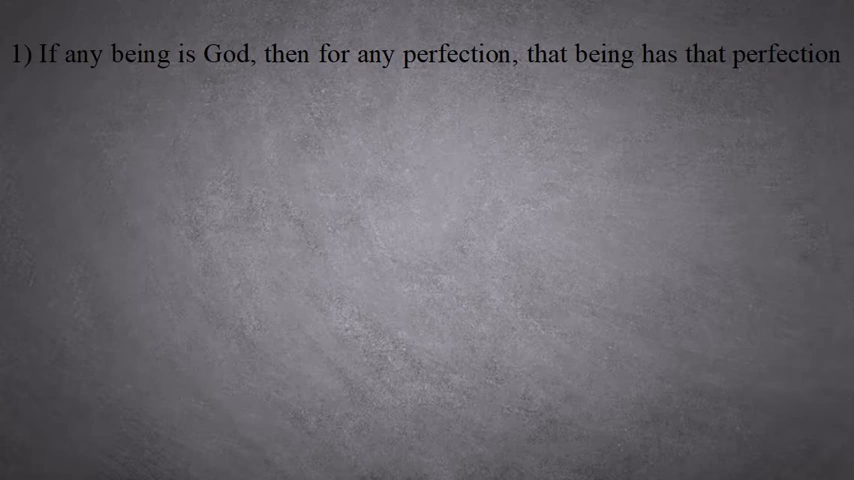 1) If any being is God, then for any perfection, that being has that perfection